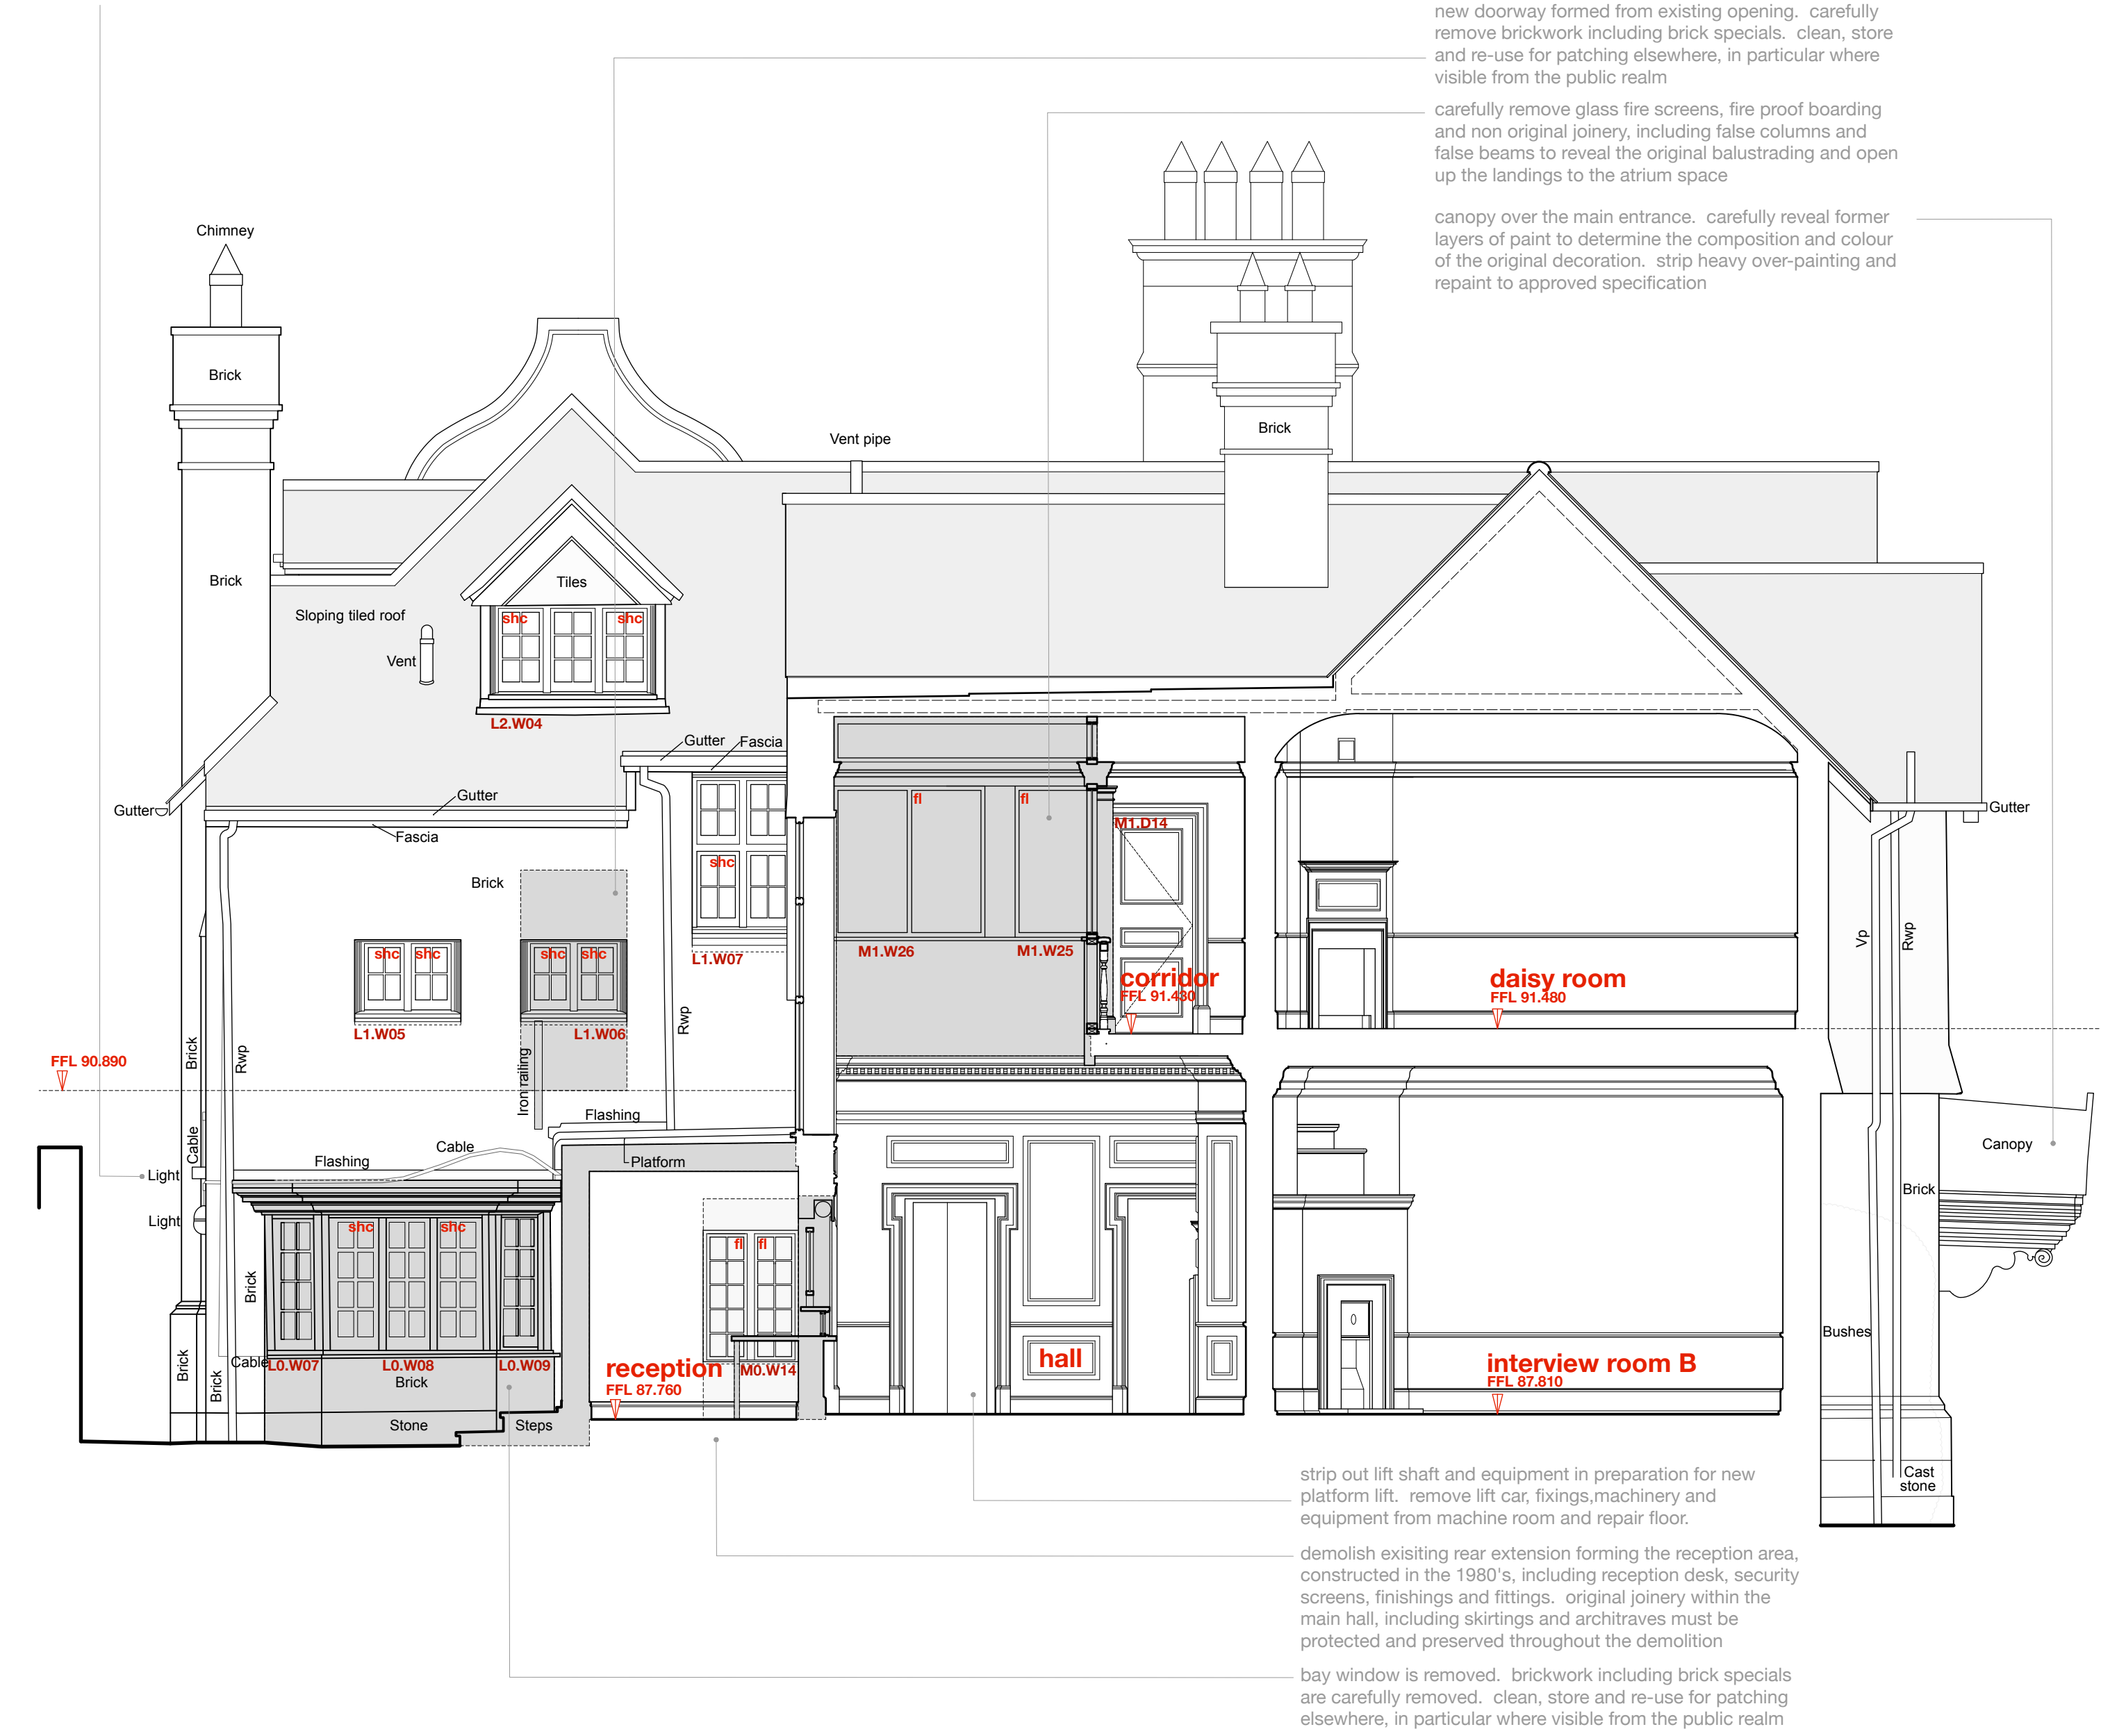 new doorway formed from existing opening.  carefully
remove brickwork including brick specials.  clean, store
and re-use for patching elsewhere, in particular where
visible from the public realm
carefully remove glass fire screens, fire proof boarding
and non original joinery, including false columns and
false beams to reveal the original balustrading and open
up the landings to the atrium space
canopy over the main entrance.  carefully reveal former
layers of paint to determine the composition and colour
of the original decoration.  strip heavy over-painting and
repaint to approved specification
Chimney
Brick
Brick
Vent pipe
Brick
Tiles
Sloping tiled roof
shc
shc
Vent
L2.W04
Gutter
Fascia
Gutter
Gutter
Fascia
Gutter
fl
fl
M1.D14
shc
Brick
Vp
Rwp
shc
shc
shc
shc
L1.W07
M1.W26
M1.W25
corridor
FFL 91.430
daisy room
FFL 91.480
L1.W05
L1.W06
Rwp
Brick
Rwp
FFL 90.890
Iron railing
Flashing
Cable
Cable
Flashing
Platform
Canopy
Light
Brick
Light
shc
shc
fl
fl
Brick
Bushes
Cable
L0.W07
L0.W08
L0.W09
Brick
Brick
Brick
reception
FFL 87.760
M0.W14
hall
interview room B
FFL 87.810
Stone
Steps
Cast
stone
strip out lift shaft and equipment in preparation for new
platform lift.  remove lift car, fixings,machinery and
equipment from machine room and repair floor.
demolish exisiting rear extension forming the reception area,
constructed in the 1980's, including reception desk, security
screens, finishings and fittings.  original joinery within the
main hall, including skirtings and architraves must be
protected and preserved throughout the demolition
bay window is removed.  brickwork including brick specials
are carefully removed.  clean, store and re-use for patching
elsewhere, in particular where visible from the public realm